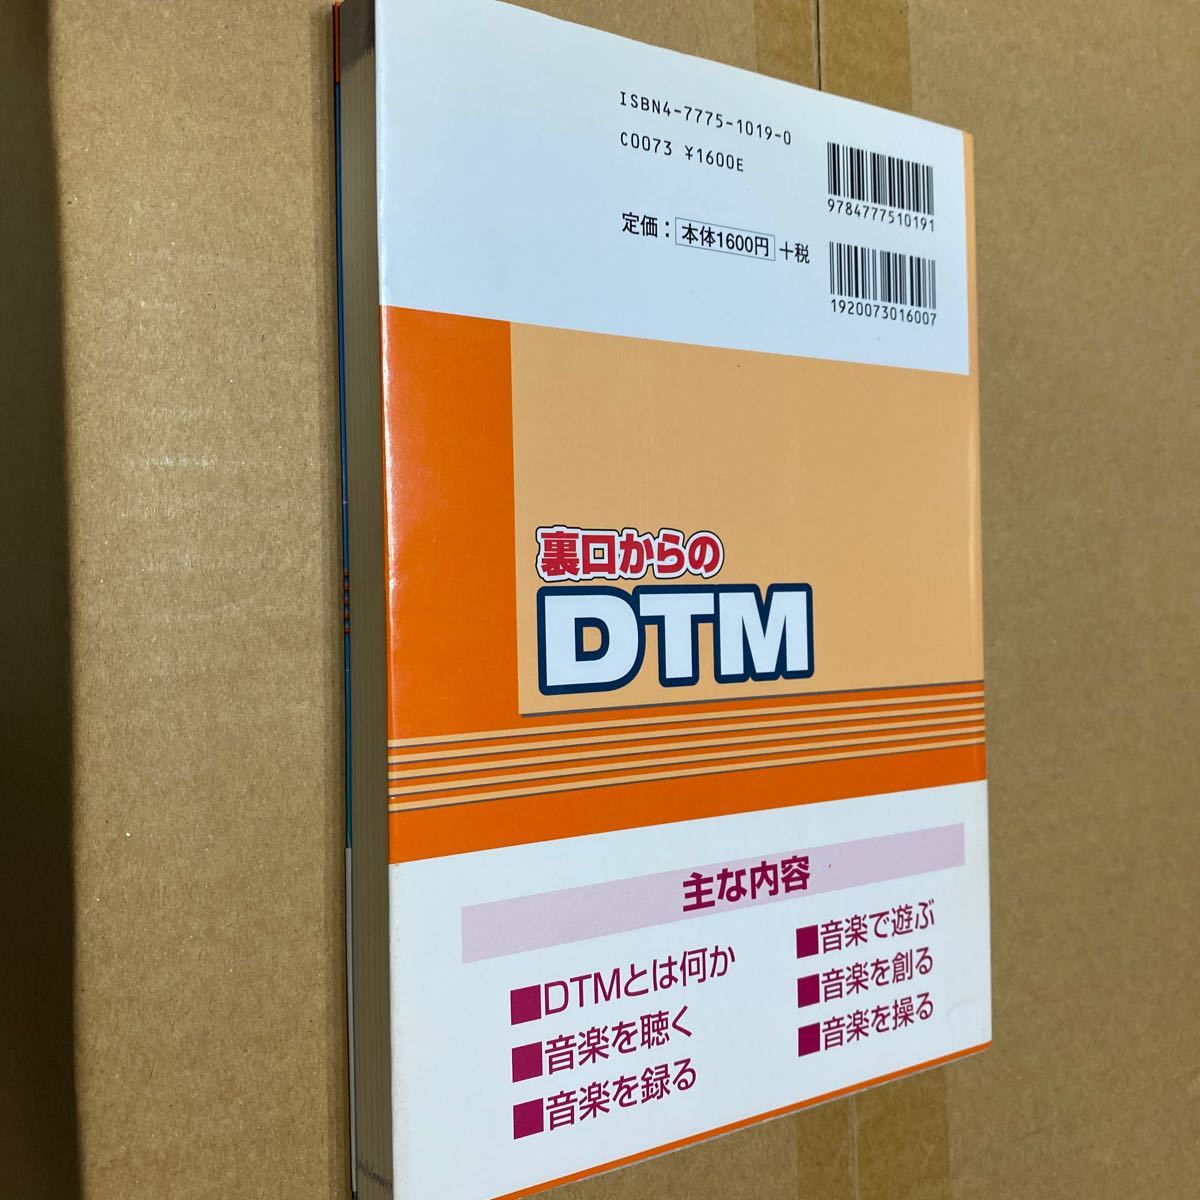 ISBN4-7775-1019-0
C0073 ¥1600E
定価：本体1600円+税
9784777510191
1920073016007
裏口からの
DTM
主な内容
■DTMとは何か
■音楽を聴く
■音楽を録る
■音楽で遊ぶ
■音楽を創る
■音楽を操る